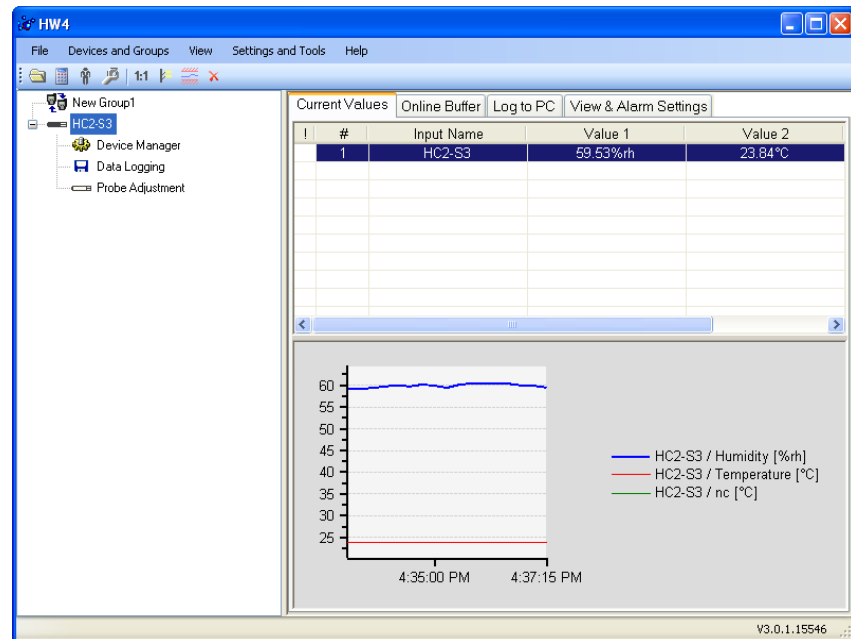 HW4
File Devices and Groups View Settings and Tools Help
1:1
New Group1
HC2-S3
Device Manager
Data Logging
Probe Adjustment
Current Values Online Buffer Log to PC View & Alarm Settings
! # Input Name Value 1 Value 2
1 HC2-S3 59.53%rh 23.84°C
60
55
50
45
40
35
30
25
4:35:00 PM 4:37:15 PM
HC2-S3 / Humidity [%rh]
HC2-S3 / Temperature [°C]
HC2-S3 / nc [°C]
V3.0.1.15546